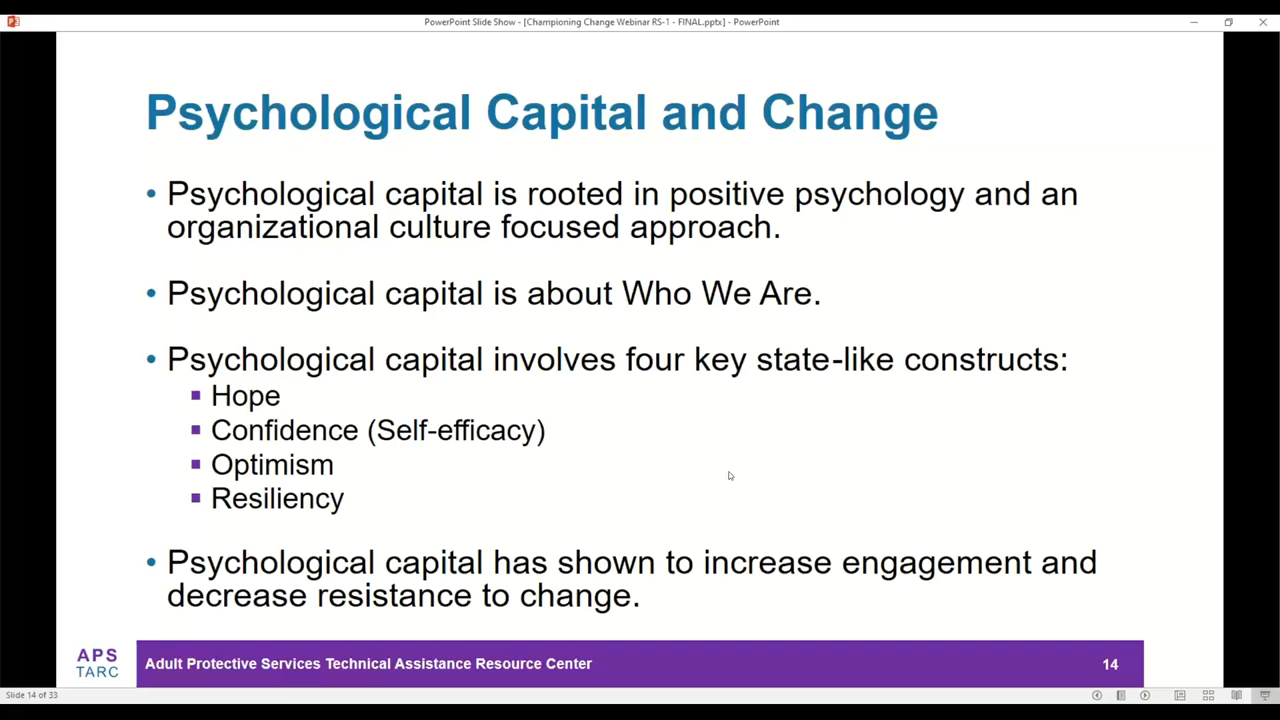 PowerPoint Slide Show - [Championing Change Webinar RS-1 - FINAL.pptx] - PowerPoint
Psychological Capital and Change
• Psychological capital is rooted in positive psychology and an
organizational culture focused approach.
• Psychological capital is about Who We Are.
• Psychological capital involves four key state-like constructs:
▪ Hope
▪ Confidence (Self-efficacy)
▪ Optimism
▪ Resiliency
• Psychological capital has shown to increase engagement and
decrease resistance to change.
APS
TARC
Adult Protective Services Technical Assistance Resource Center
14
Slide 14 of 33